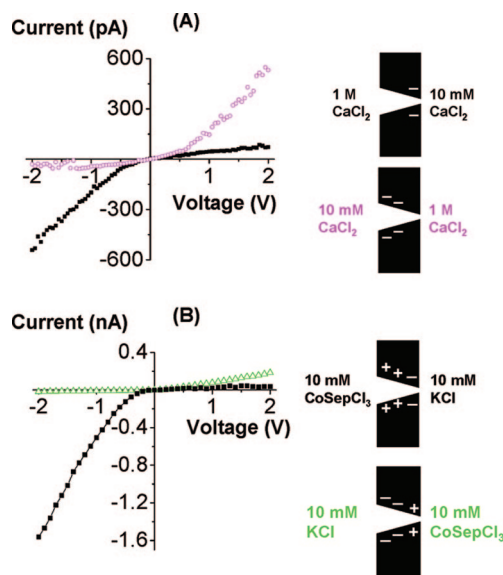 Current (pA)
(A)
600
300
-2 -1 1 2
Voltage (V)
-300
-600
1 M
CaCl₂
10 mM
CaCl₂
– –
10 mM
CaCl₂
1 M
CaCl₂
– –
– –
Current (nA)
(B)
0.4
-2 -1 1 2
Voltage (V)
-0.4
-0.8
-1.2
-1.6
10 mM
CoSepCl₃
10 mM
KCl
+ + –
+ + –
10 mM
KCl
10 mM
CoSepCl₃
– – +
– – +